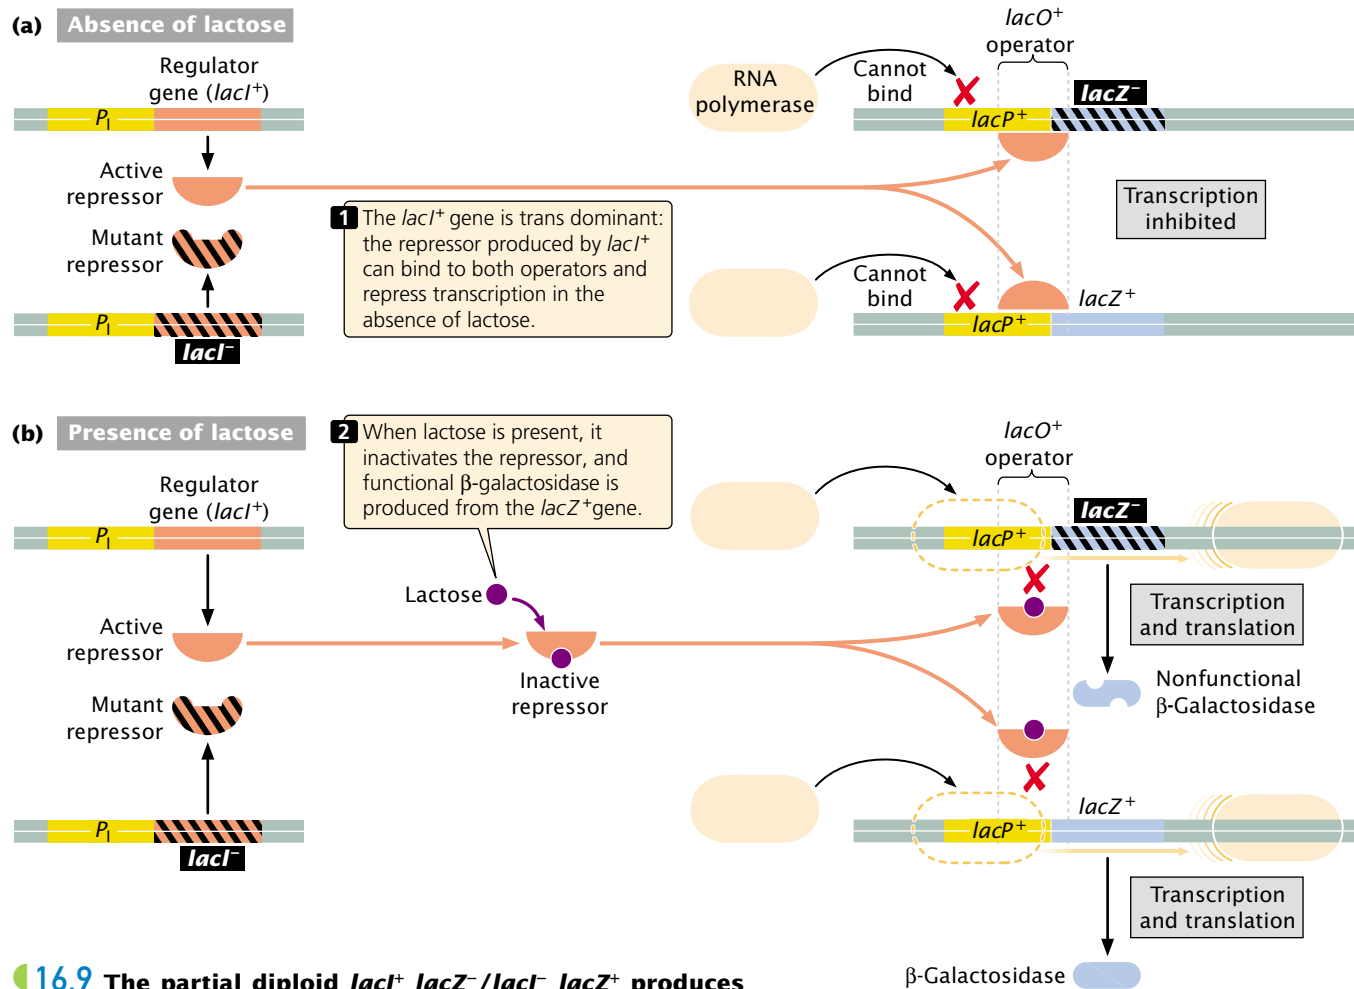 (a) Absence of lactose
Regulator
gene (lacI+)
PI
Active
repressor
Mutant
repressor
PI
lacI−
1 The lacI+ gene is trans dominant:
the repressor produced by lacI+
can bind to both operators and
repress transcription in the
absence of lactose.
RNA
polymerase
Cannot
bind
lacO+
operator
lacP+
lacZ−
Transcription
inhibited
Cannot
bind
lacZ+
lacP+
(b) Presence of lactose
Regulator
gene (lacI+)
PI
Active
repressor
Mutant
repressor
PI
lacI−
2 When lactose is present, it
inactivates the repressor, and
functional β-galactosidase is
produced from the lacZ+gene.
Lactose
Inactive
repressor
lacO+
operator
lacP+
lacZ−
Transcription
and translation
Nonfunctional
β-Galactosidase
lacZ+
lacP+
Transcription
and translation
β-Galactosidase
16.9 The partial diploid lacI+ lacZ−/lacI− lacZ+ produces